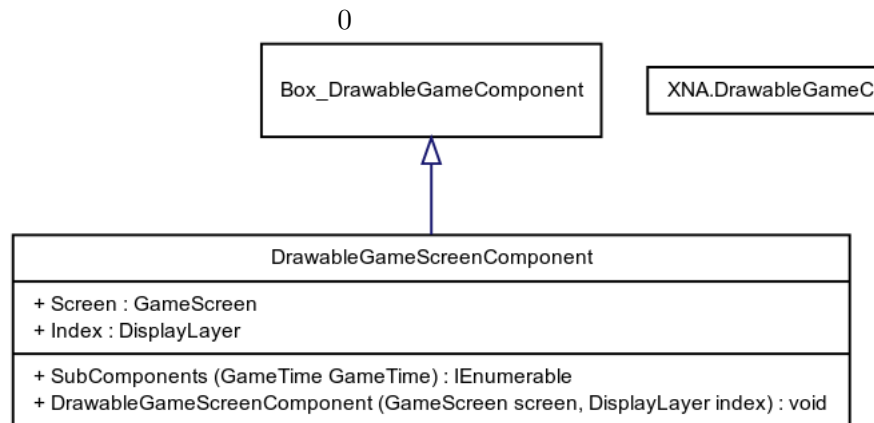 0
Box_DrawableGameComponent
XNA.DrawableGameC
DrawableGameScreenComponent
+ Screen : GameScreen
+ Index : DisplayLayer
+ SubComponents (GameTime GameTime) : IEnumerable
+ DrawableGameScreenComponent (GameScreen screen, DisplayLayer index) : void